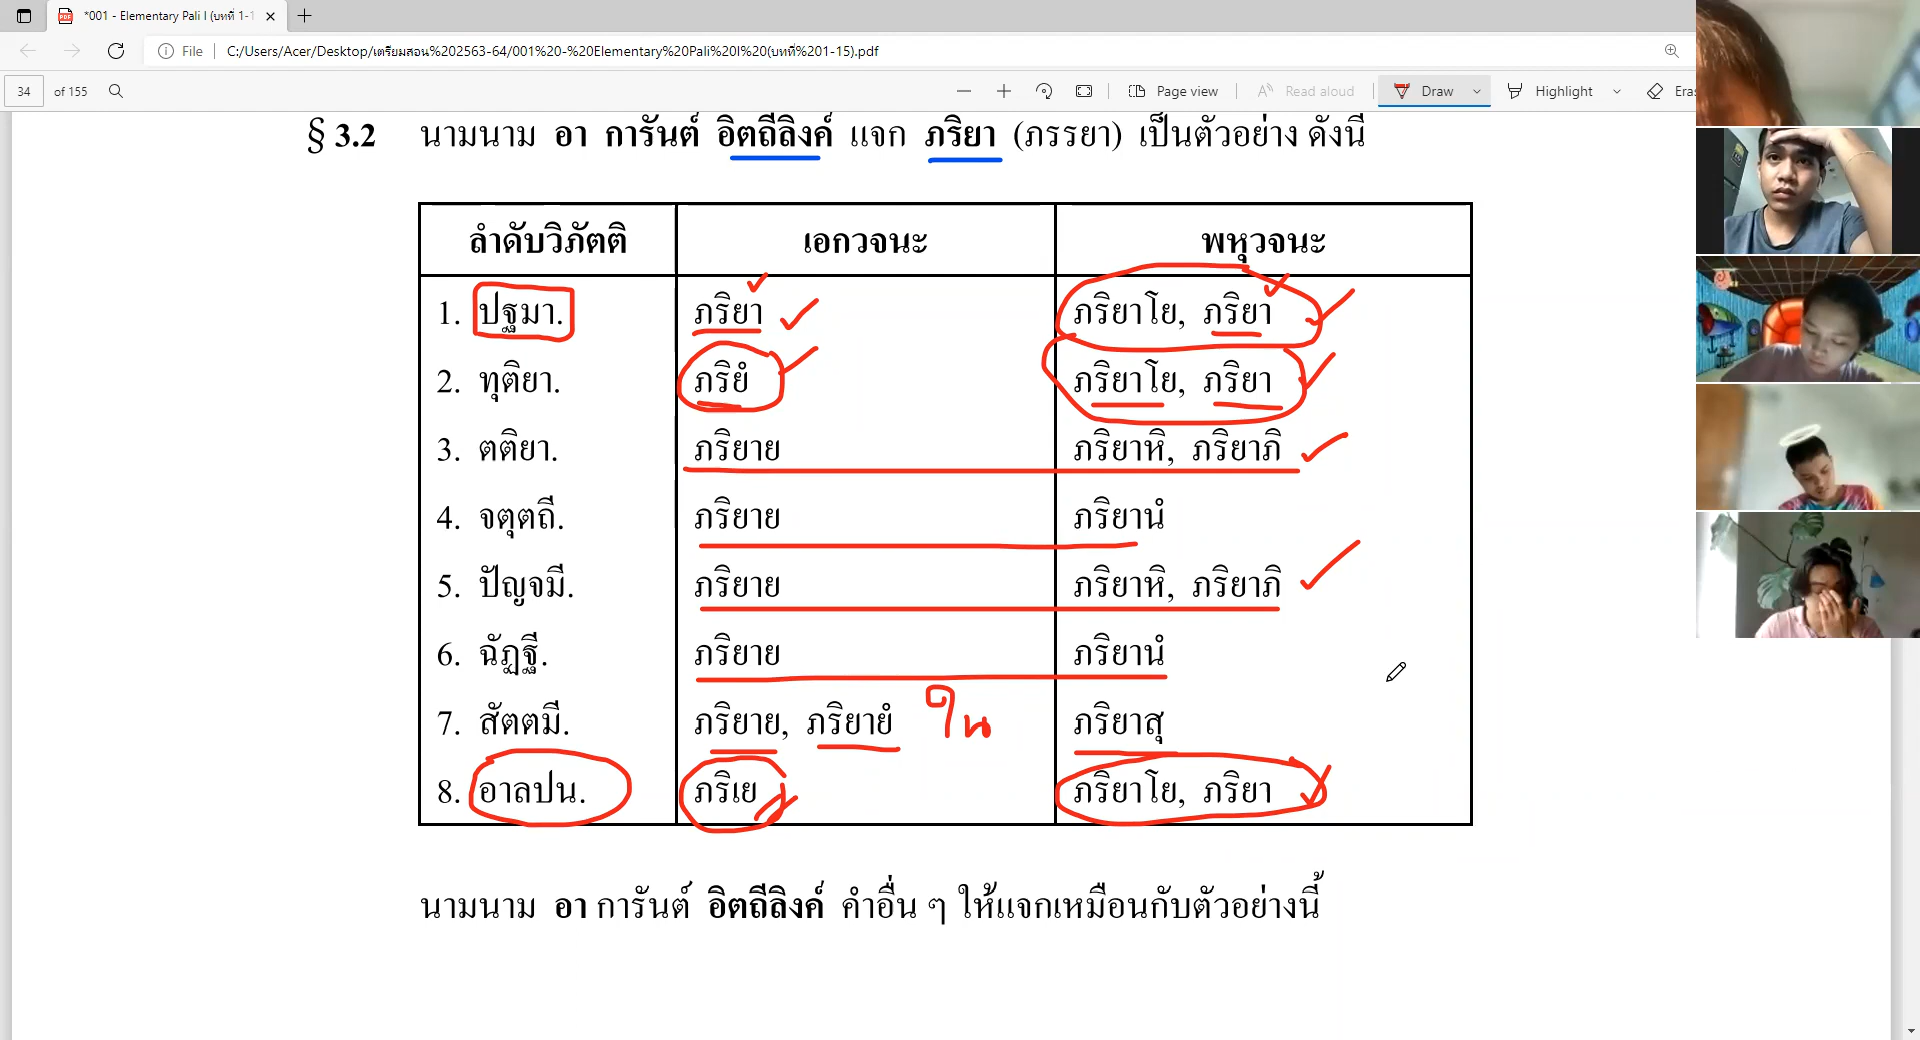 *001 - Elementary Pali I (บทที่ 1-1
File C:/Users/Acer/Desktop/เตรียมสอน%202563-64/001%20-%20Elementary%20Pali%20I%20(บทที่%201-15).pdf
34 of 155 Page view Read aloud Draw Highlight Eras
§ 3.2 นามนาม อา การันต์ อิตถีลิงค์ แจก ภริยา (ภรรยา) เป็นตัวอย่าง ดังนี้
ลำดับวิภัตติ เอกวจนะ พหุวจนะ
1. ปฐมา. ภริยา ภริยาโย, ภริยา
2. ทุติยา. ภริยํ ภริยาโย, ภริยา
3. ตติยา. ภริยาย ภริยาหิ, ภริยาภิ
4. จตุตถี. ภริยาย ภริยานํ
5. ปัญจมี. ภริยาย ภริยาหิ, ภริยาภิ
6. ฉัฏฐี. ภริยาย ภริยานํ
7. สัตตมี. ภริยาย, ภริยายํ ใน ภริยาสุ
8. อาลปน. ภริเย ภริยาโย, ภริยา
นามนาม อา การันต์ อิตถีลิงค์ คำอื่น ๆ ให้แจกเหมือนกับตัวอย่างนี้